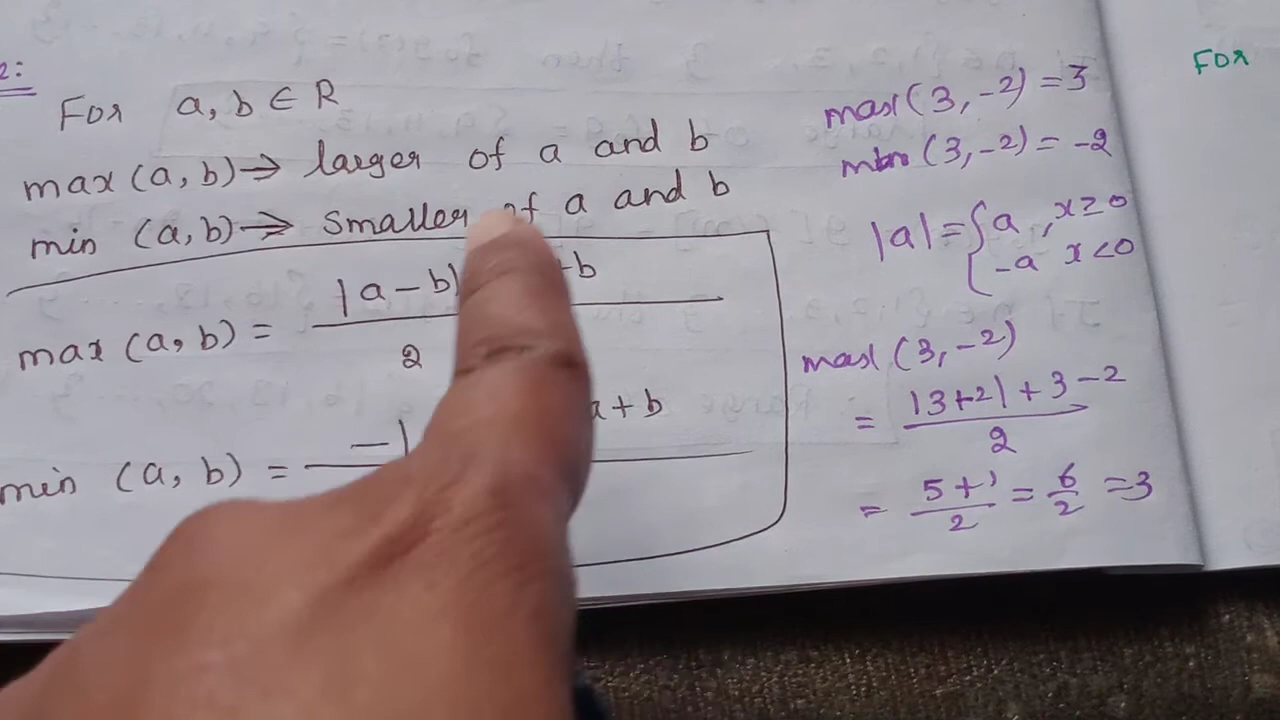 2:
For a, b ∈ R
max (a, b) → larger of a and b
min (a, b) → smaller of a and b
max (a, b) = |a-b| +b / 2
min (a, b) = -| a+b
max (3, -2) = 3
min (3, -2) = -2
|a| = { a , x≥0
-a x<0
max (3, -2)
= |3+2| + 3-2 / 2
= 5+1 / 2 = 6/2 = 3
For